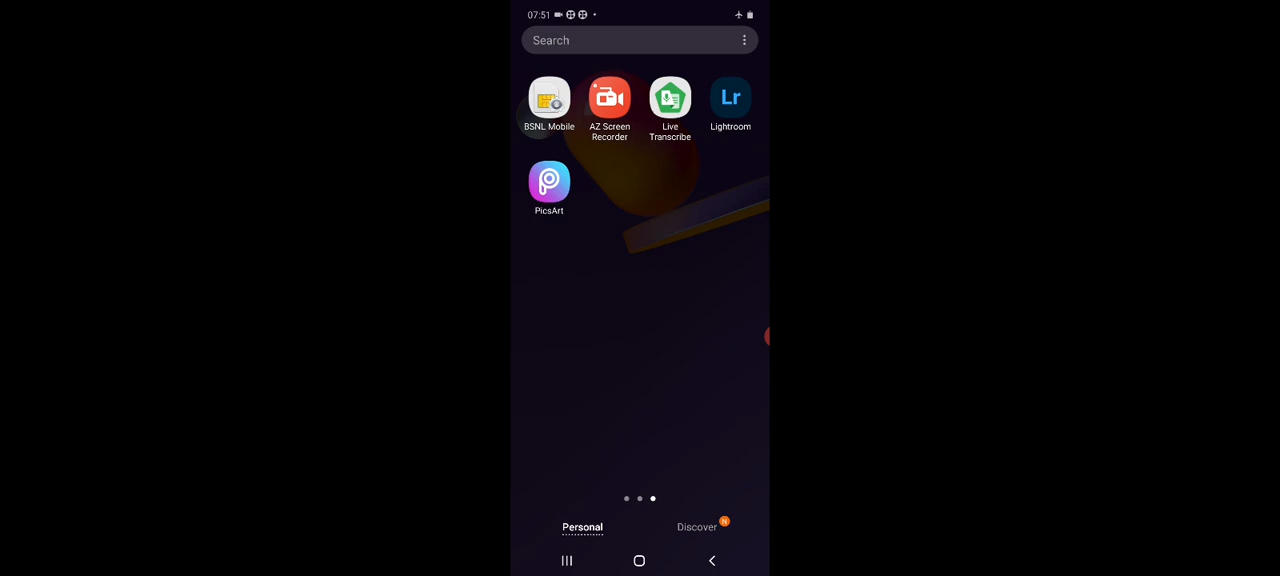 07:51
Search
BSNL Mobile
AZ Screen
Recorder
Live
Transcribe
Lr
Lightroom
PicsArt
Personal
Discover N